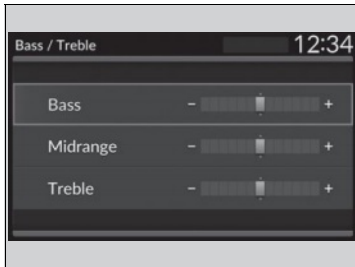 Bass / Treble 12:34
Bass - +
Midrange - +
Treble - +